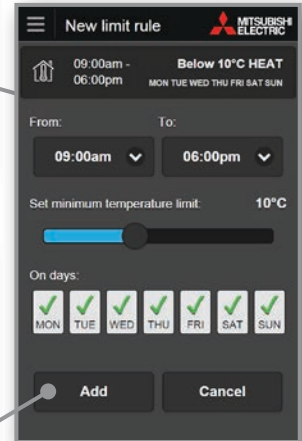 New limit rule
MITSUBISHI
ELECTRIC
09:00am -
06:00pm
Below 10°C HEAT
MON TUE WED THU FRI SAT SUN
From:
To:
09:00am
06:00pm
Set minimum temperature limit:
10°C
On days:
MON TUE WED THU FRI SAT SUN
Add
Cancel